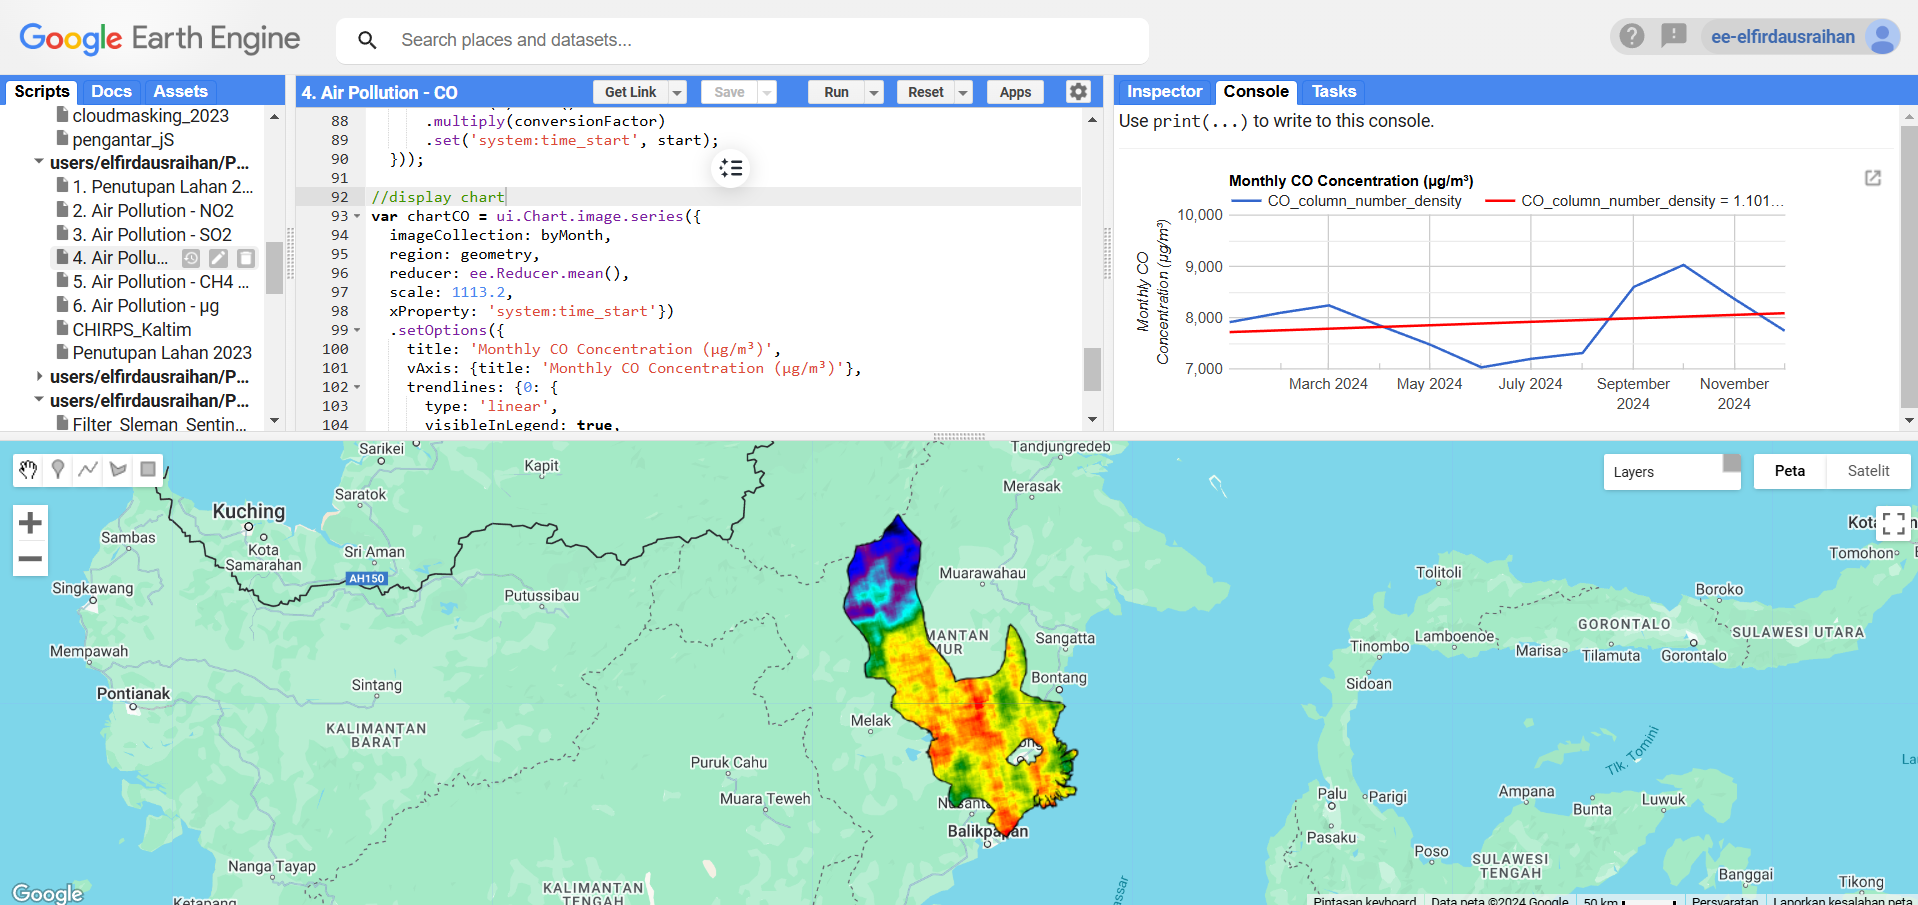 Google Earth Engine
Search places and datasets...
ee-elfirdausraihan
Scripts Docs Assets
cloudmasking_2023
pengantar_jS
users/elfirdausraihan/P...
1. Penutupan Lahan 2...
2. Air Pollution - NO2
3. Air Pollution - SO2
4. Air Pollu...
5. Air Pollution - CH4 ...
6. Air Pollution - µg
CHIRPS_Kaltim
Penutupan Lahan 2023
users/elfirdausraihan/P...
users/elfirdausraihan/P...
Filter_Sleman_Sentin...
4. Air Pollution - CO
Get Link Save Run Reset Apps
88 .multiply(conversionFactor)
89 .set('system:time_start', start);
90 }));
91
92 //display chart
93 var chartCO = ui.Chart.image.series({
94 imageCollection: byMonth,
95 region: geometry,
96 reducer: ee.Reducer.mean(),
97 scale: 1113.2,
98 xProperty: 'system:time_start'})
99 .setOptions({
100 title: 'Monthly CO Concentration (µg/m³)',
101 vAxis: {title: 'Monthly CO Concentration (µg/m³)'},
102 trendlines: {0: {
103 type: 'linear',
104 visibleInLegend: true,
Inspector Console Tasks
Use print(...) to write to this console.
Monthly CO Concentration (µg/m³)
CO_column_number_density CO_column_number_density = 1.101...
Monthly CO
Concentration (µg/m³)
10,000
9,000
8,000
7,000
March 2024 May 2024 July 2024 September
2024 November
2024
Layers
Peta Satelit
Sarikei
Kapit
Tandjungredeb
Saratok
Merasak
Kuching
Sambas
Kota
Samarahan
Sri Aman
AH150
Singkawang
Putussibau
Muarawahau
Tolitoli
Tomohon
Boroko
Mempawah
MANTAN
MUR
Sangatta
Tinombo
Lamboenoe
GORONTALO
SULAWESI UTARA
Marisa
Tilamuta
Gorontalo
Pontianak
Sintang
Bontang
Sidoan
KALIMANTAN
BARAT
Melak
Tlk. Tomini
Puruk Cahu
Muara Teweh
Balikpapan
Palu
Parigi
Ampana
Bunta
Luwuk
Pasaku
Poso
SULAWESI
TENGAH
Nanga Tayap
KALIMANTAN
TENGAH
Banggai
Tikong
Ketapang
Google
Pintasan keyboard Data peta ©2024 Google 50 km Persyaratan Laporkan kesalahan peta